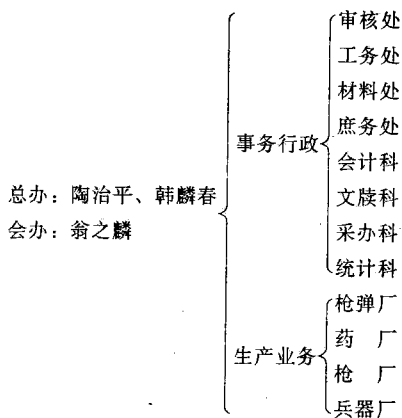 总办：陶治平、韩麟春
会办：翁之麟
事务行政
审核处
工务处
材料处
庶务处
会计科
文牍科
采办科
统计科
生产业务
枪弹厂
药　厂
枪　厂
兵器厂